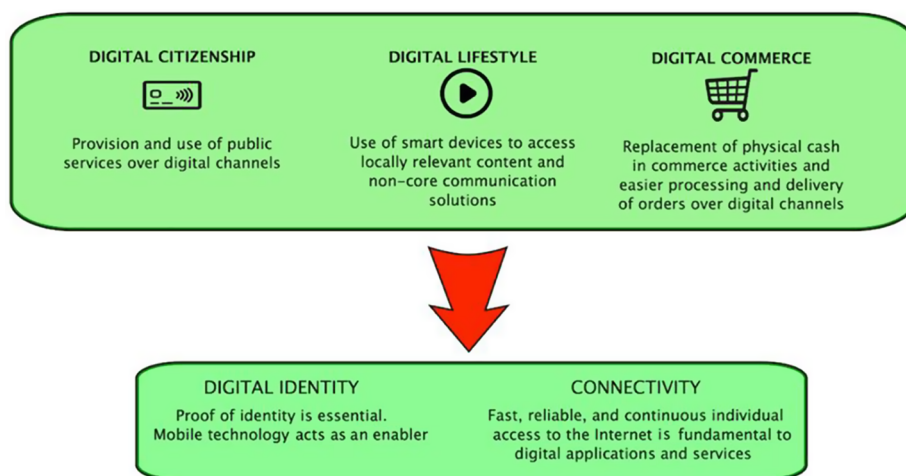 DIGITAL CITIZENSHIP
Provision and use of public
services over digital channels
DIGITAL LIFESTYLE
Use of smart devices to access
locally relevant content and
non-core communication
solutions
DIGITAL COMMERCE
Replacement of physical cash
in commerce activities and
easier processing and delivery
of orders over digital channels
DIGITAL IDENTITY
Proof of identity is essential.
Mobile technology acts as an enabler
CONNECTIVITY
Fast, reliable, and continuous individual
access to the Internet is fundamental to
digital applications and services